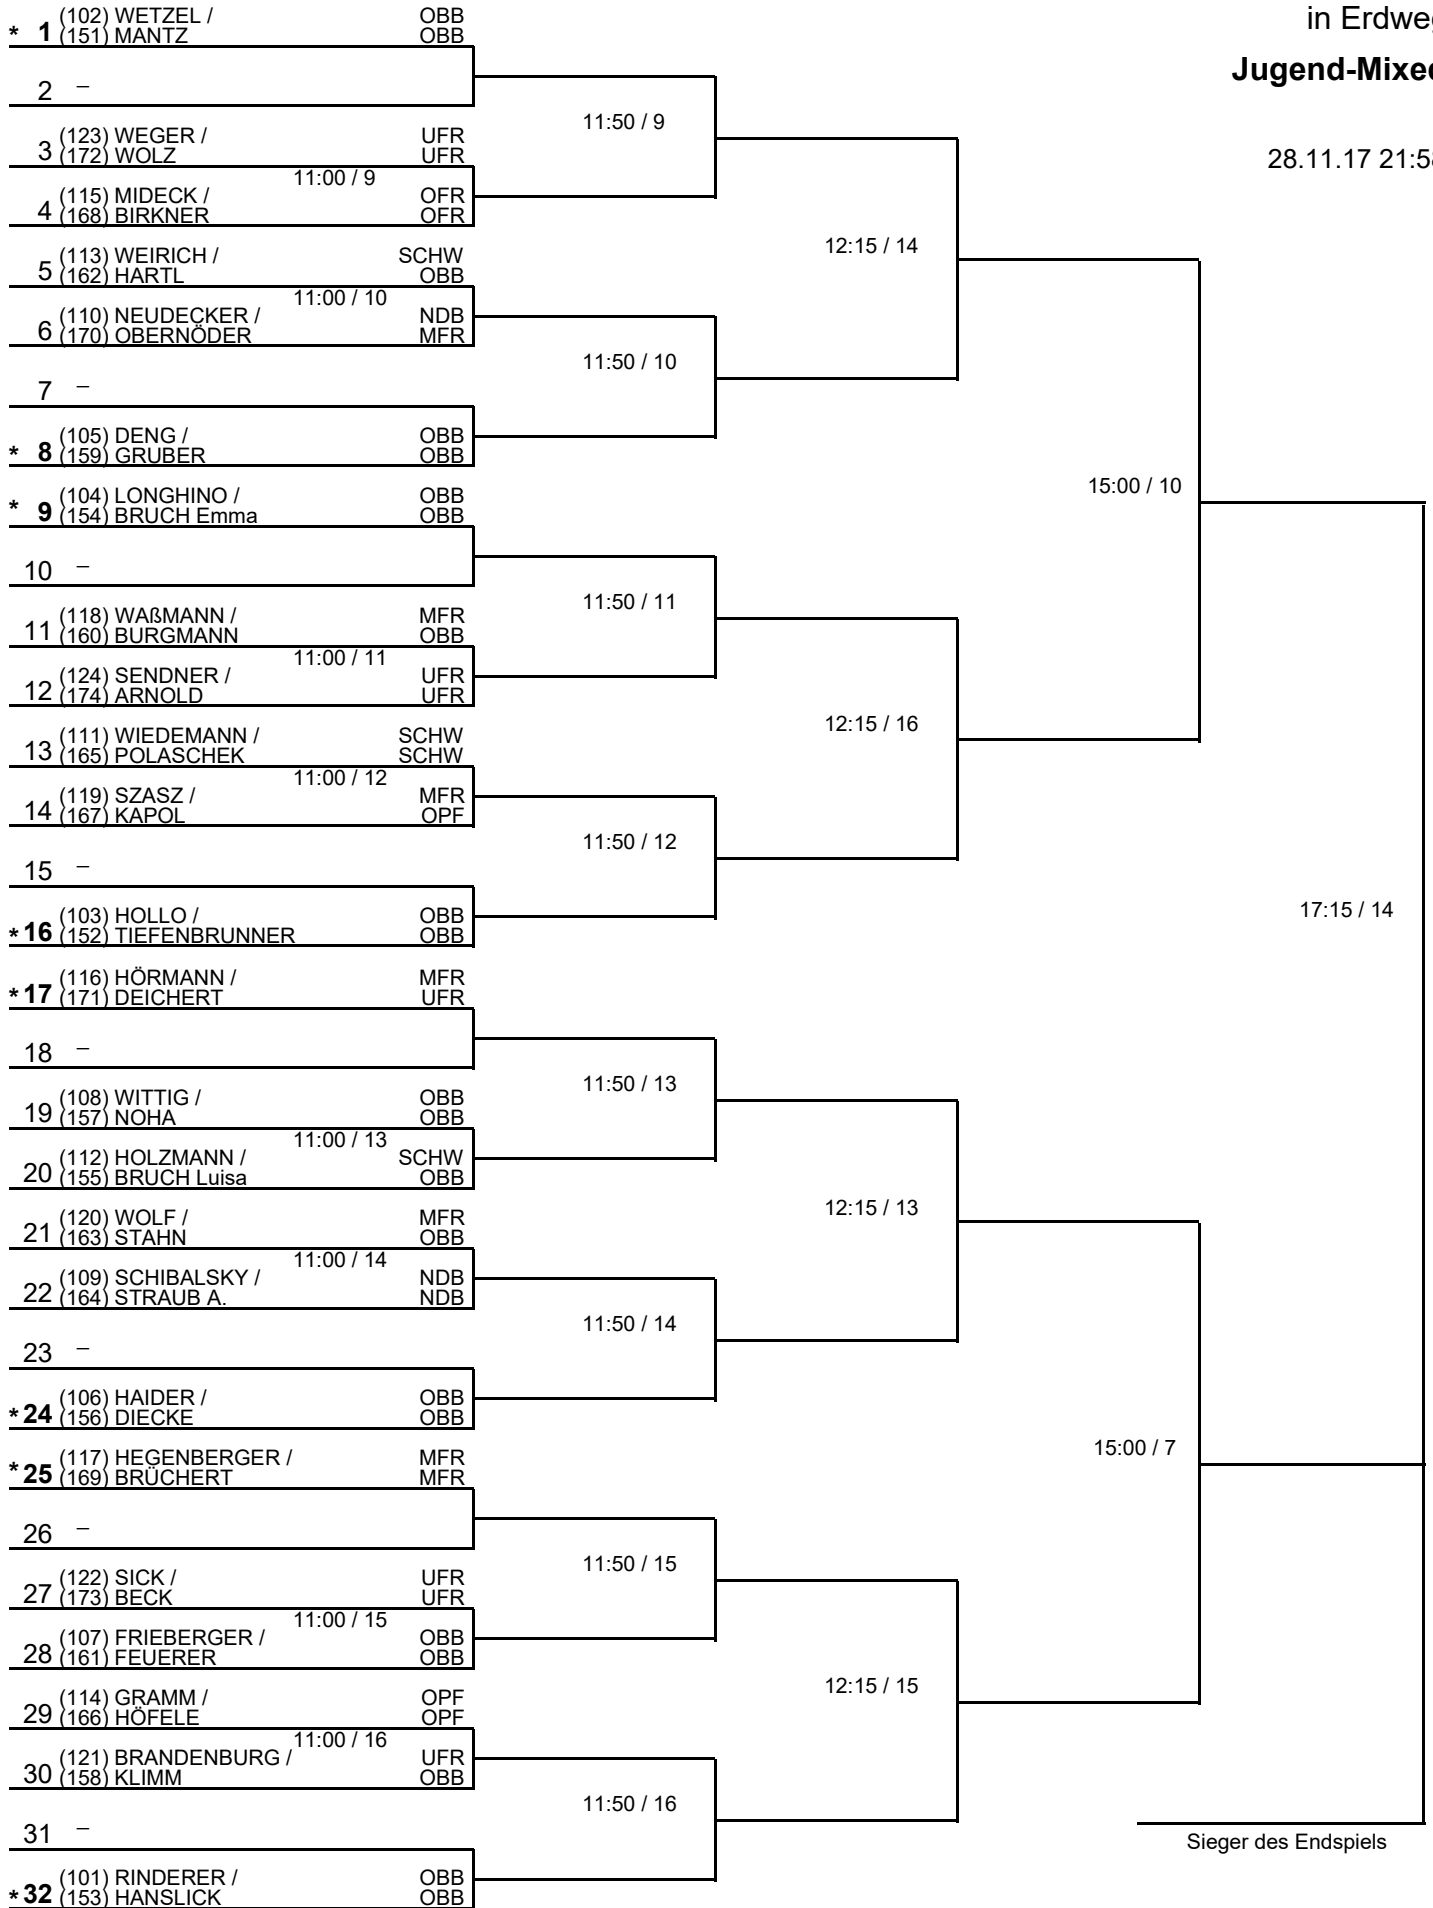 in Erdweg
Jugend-Mixed
28.11.17 21:58
* 1 (102) WETZEL / OBB
(151) MANTZ OBB
2 –
11:50 / 9
3 (123) WEGER / UFR
(172) WOLZ UFR
11:00 / 9
4 (115) MIDECK / OFR
(168) BIRKNER OFR
12:15 / 14
5 (113) WEIRICH / SCHW
(162) HARTL OBB
11:00 / 10
6 (110) NEUDECKER / NDB
(170) OBERNÖDER MFR
11:50 / 10
7 –
* 8 (105) DENG / OBB
(159) GRUBER OBB
15:00 / 10
* 9 (104) LONGHINO / OBB
(154) BRUCH Emma OBB
10 –
11:50 / 11
11 (118) WAßMANN / MFR
(160) BURGMANN OBB
11:00 / 11
12 (124) SENDNER / UFR
(174) ARNOLD UFR
12:15 / 16
13 (111) WIEDEMANN / SCHW
(165) POLASCHEK SCHW
11:00 / 12
14 (119) SZASZ / MFR
(167) KAPOL OPF
11:50 / 12
15 –
17:15 / 14
* 16 (103) HOLLO / OBB
(152) TIEFENBRUNNER OBB
* 17 (116) HÖRMANN / MFR
(171) DEICHERT UFR
18 –
11:50 / 13
19 (108) WITTIG / OBB
(157) NOHA OBB
11:00 / 13
20 (112) HOLZMANN / SCHW
(155) BRUCH Luisa OBB
12:15 / 13
21 (120) WOLF / MFR
(163) STAHN OBB
11:00 / 14
22 (109) SCHIBALSKY / NDB
(164) STRAUB A. NDB
11:50 / 14
23 –
* 24 (106) HAIDER / OBB
(156) DIECKE OBB
15:00 / 7
* 25 (117) HEGENBERGER / MFR
(169) BRÜCHERT MFR
26 –
11:50 / 15
27 (122) SICK / UFR
(173) BECK UFR
11:00 / 15
28 (107) FRIEBERGER / OBB
(161) FEUERER OBB
12:15 / 15
29 (114) GRAMM / OPF
(166) HÖFELE OPF
11:00 / 16
30 (121) BRANDENBURG / UFR
(158) KLIMM OBB
11:50 / 16
31 –
Sieger des Endspiels
* 32 (101) RINDERER / OBB
(153) HANSLICK OBB